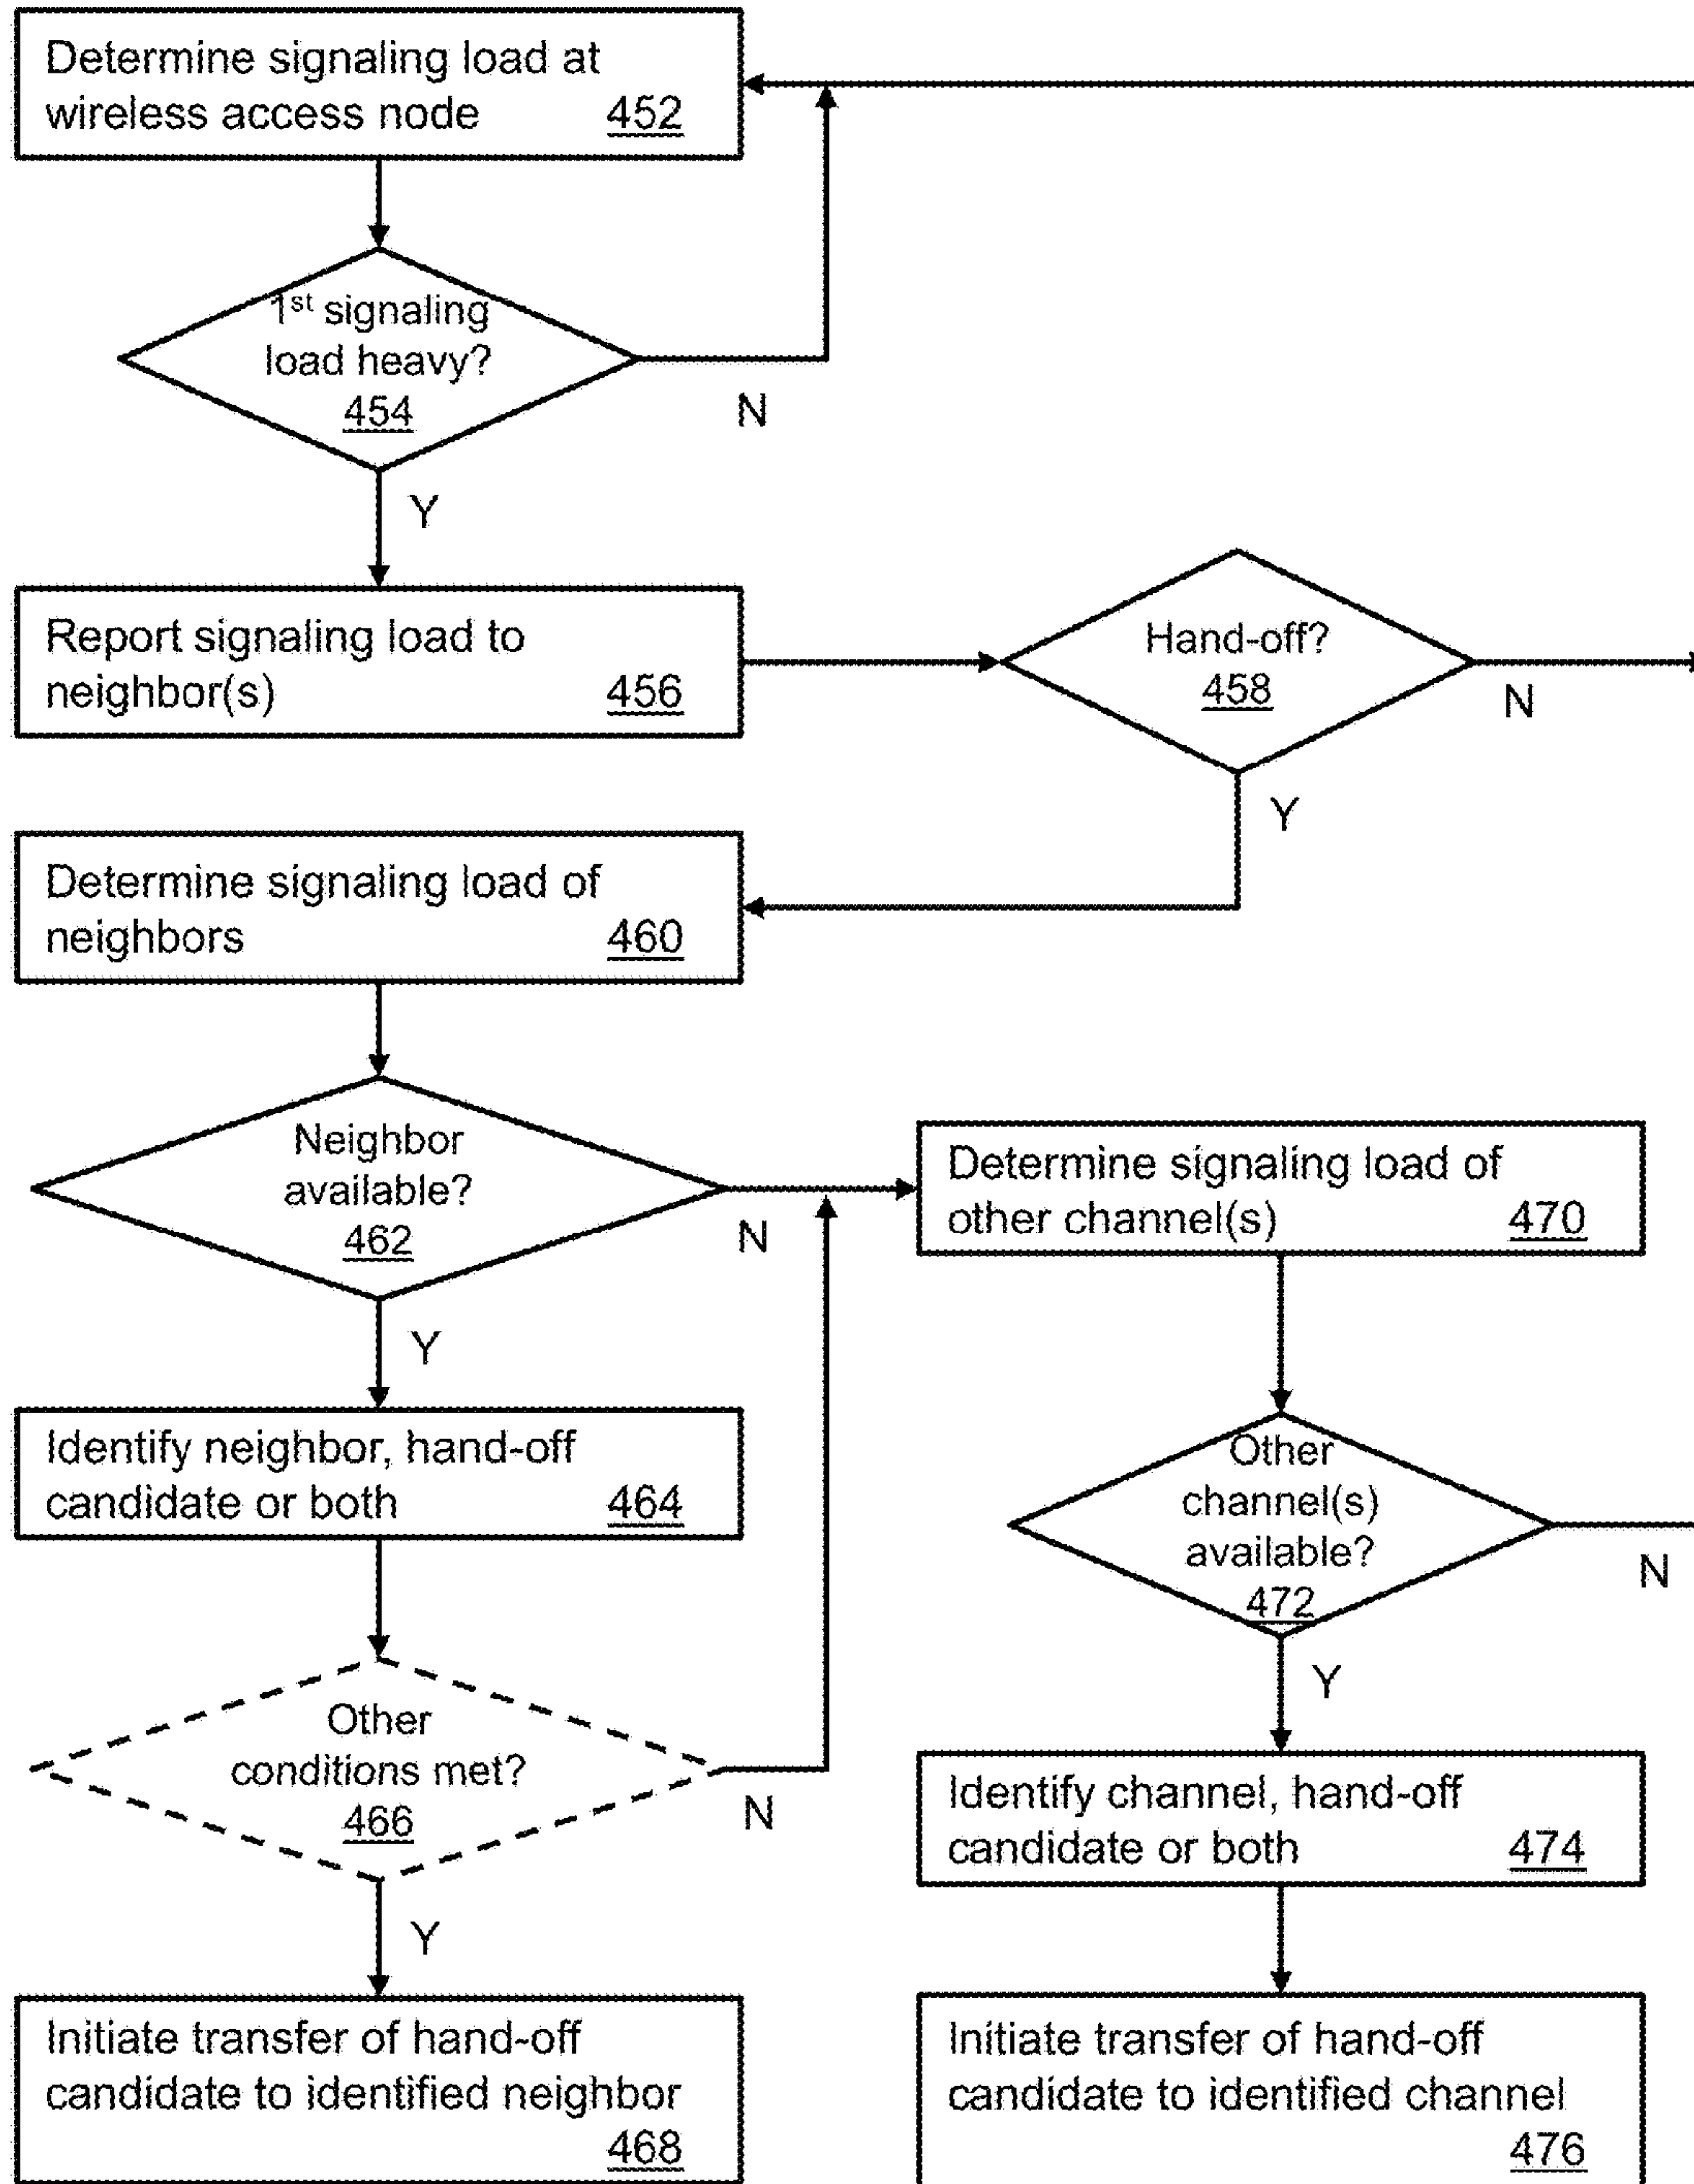 Determine signaling load at
wireless access node 452
1st signaling
load heavy?
454
N
Y
Report signaling load to
neighbor(s) 456
Hand-off?
458
N
Y
Determine signaling load of
neighbors 460
Neighbor
available?
462
N
Y
Determine signaling load of
other channel(s) 470
Identify neighbor, hand-off
candidate or both 464
Other
channel(s)
available?
472
N
Y
Other
conditions met?
466
N
Y
Identify channel, hand-off
candidate or both 474
Initiate transfer of hand-off
candidate to identified neighbor
468
Initiate transfer of hand-off
candidate to identified channel
476